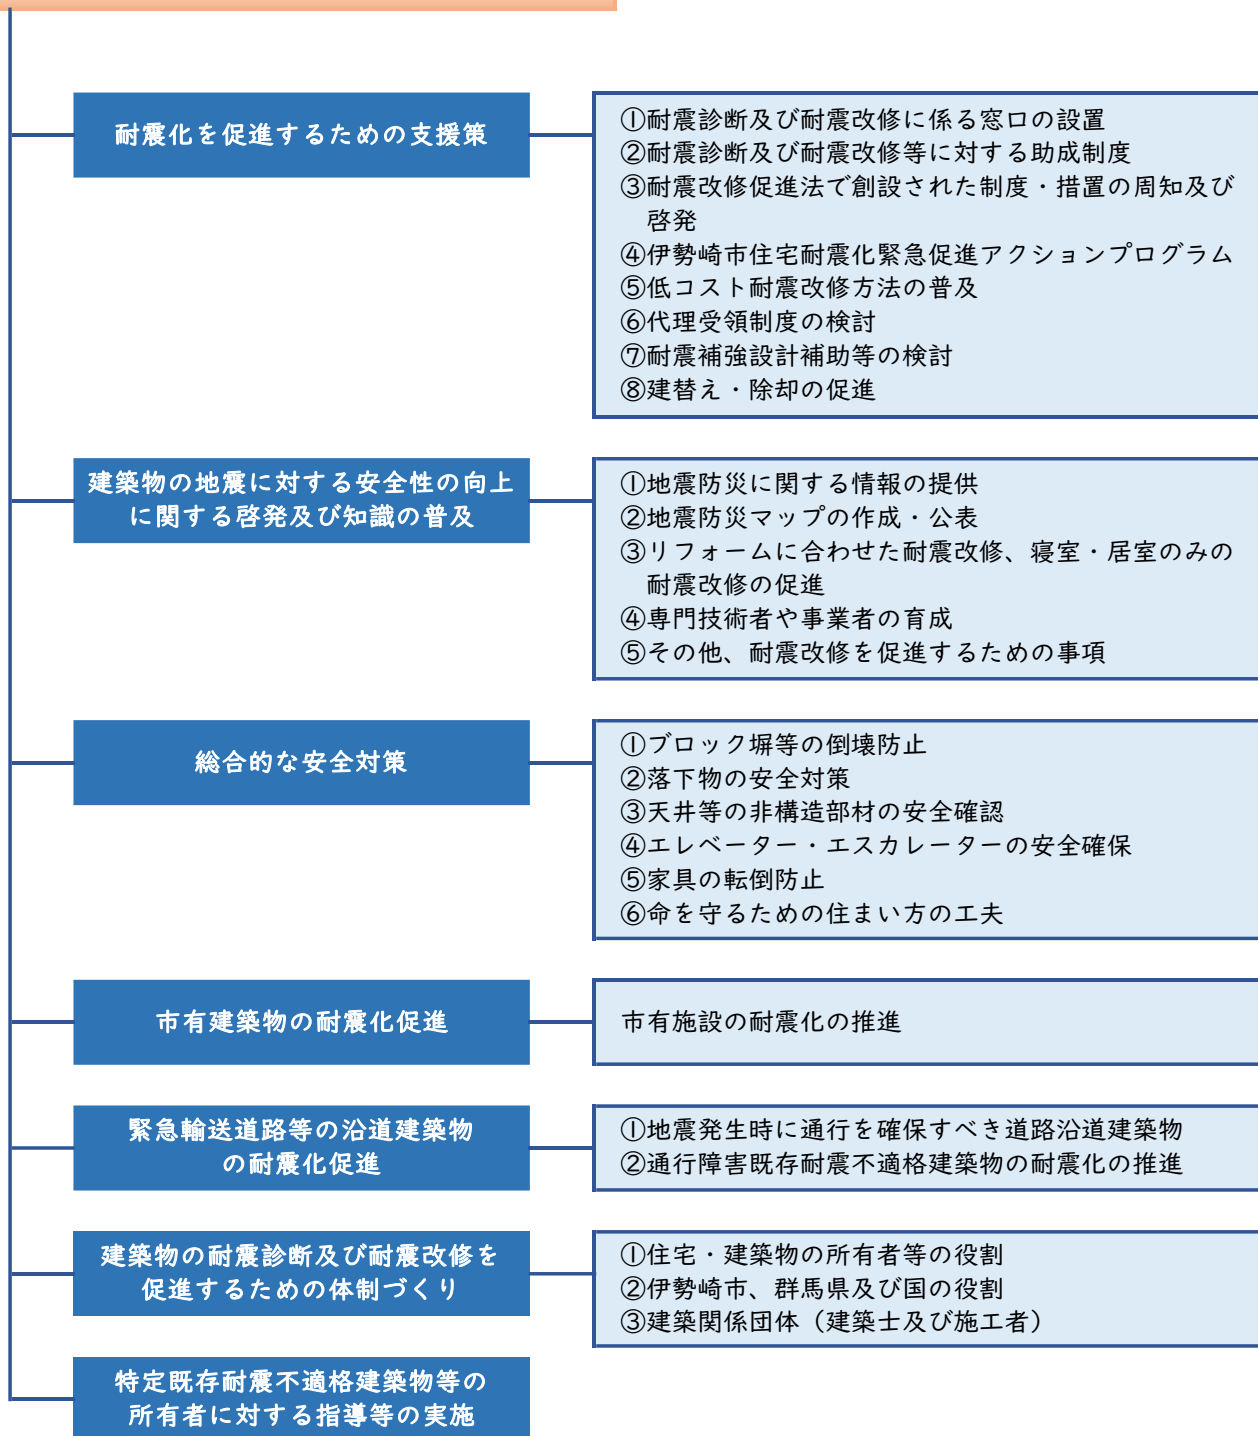 耐震化を促進するための支援策
①耐震診断及び耐震改修に係る窓口の設置
②耐震診断及び耐震改修等に対する助成制度
③耐震改修促進法で創設された制度・措置の周知及び
啓発
④伊勢崎市住宅耐震化緊急促進アクションプログラム
⑤低コスト耐震改修方法の普及
⑥代理受領制度の検討
⑦耐震補強設計補助等の検討
⑧建替え・除却の促進
建築物の地震に対する安全性の向上
に関する啓発及び知識の普及
①地震防災に関する情報の提供
②地震防災マップの作成・公表
③リフォームに合わせた耐震改修、寝室・居室のみの
耐震改修の促進
④専門技術者や事業者の育成
⑤その他、耐震改修を促進するための事項
総合的な安全対策
①ブロック塀等の倒壊防止
②落下物の安全対策
③天井等の非構造部材の安全確認
④エレベーター・エスカレーターの安全確保
⑤家具の転倒防止
⑥命を守るための住まい方の工夫
市有建築物の耐震化促進
市有施設の耐震化の推進
緊急輸送道路等の沿道建築物
の耐震化促進
①地震発生時に通行を確保すべき道路沿道建築物
②通行障害既存耐震不適格建築物の耐震化の推進
建築物の耐震診断及び耐震改修を
促進するための体制づくり
①住宅・建築物の所有者等の役割
②伊勢崎市、群馬県及び国の役割
③建築関係団体（建築士及び施工者）
特定既存耐震不適格建築物等の
所有者に対する指導等の実施